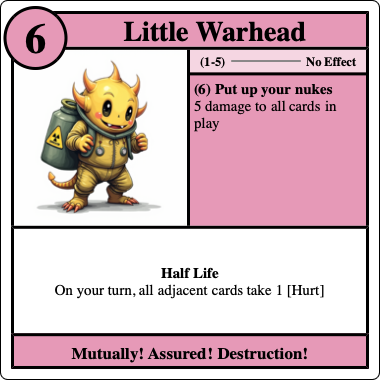 6
Little Warhead
(1-5) No Effect
(6) Put up your nukes
5 damage to all cards in
play
Half Life
On your turn, all adjacent cards take 1 [Hurt]
Mutually! Assured! Destruction!